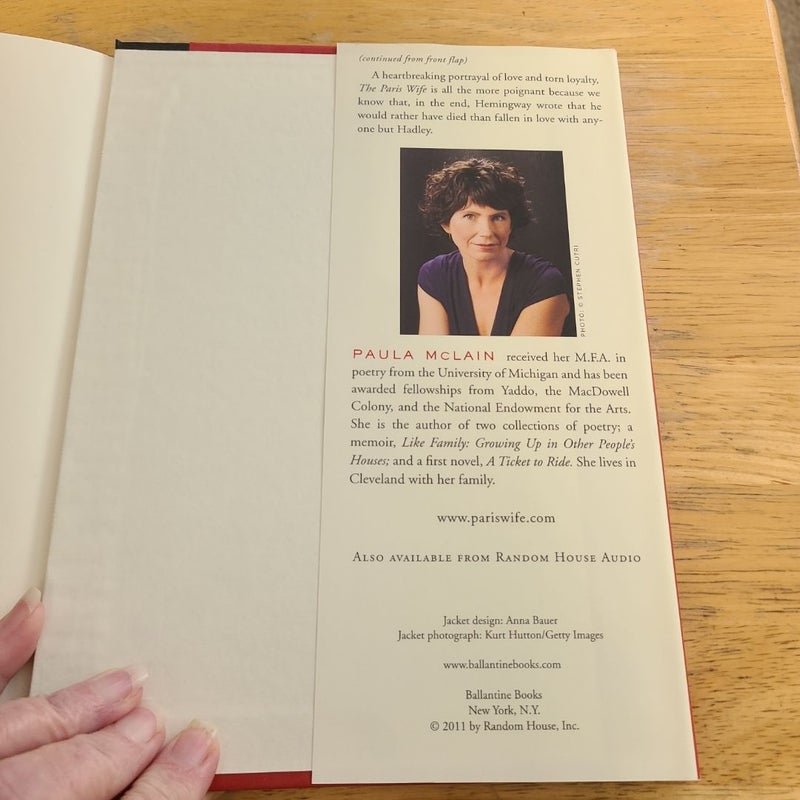 (continued from front flap)
A heartbreaking portrayal of love and torn loyalty,
The Paris Wife is all the more poignant because we
know that, in the end, Hemingway wrote that he
would rather have died than fallen in love with any-
one but Hadley.
PHOTO: © STEPHEN CUTRI
PAULA MCLAIN received her M.F.A. in
poetry from the University of Michigan and has been
awarded fellowships from Yaddo, the MacDowell
Colony, and the National Endowment for the Arts.
She is the author of two collections of poetry; a
memoir, Like Family: Growing Up in Other People's
Houses; and a first novel, A Ticket to Ride. She lives in
Cleveland with her family.
www.pariswife.com
ALSO AVAILABLE FROM RANDOM HOUSE AUDIO
Jacket design: Anna Bauer
Jacket photograph: Kurt Hutton/Getty Images
www.ballantinebooks.com
Ballantine Books
New York, N.Y.
© 2011 by Random House, Inc.